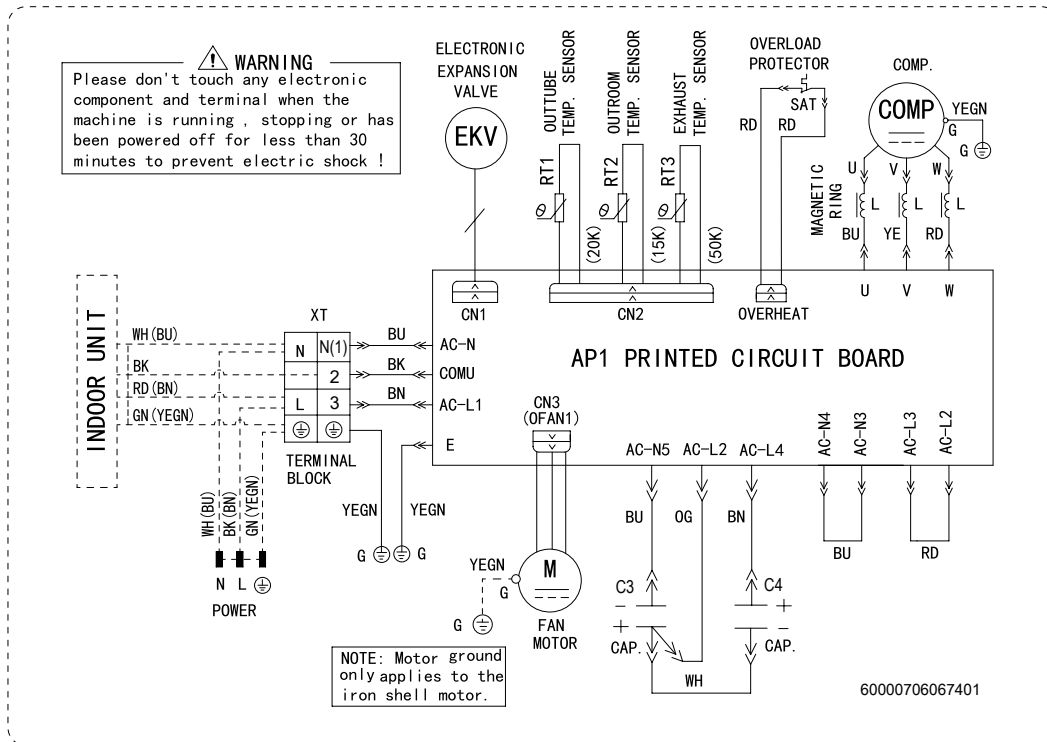 WARNING
Please don't touch any electronic
component and terminal when the
machine is running , stopping or has
been powered off for less than 30
minutes to prevent electric shock !
ELECTRONIC
EXPANSION
VALVE
EKV
OUTTUBE
TEMP. SENSOR
OUTROOM
TEMP. SENSOR
EXHAUST
TEMP. SENSOR
RT1
RT2
RT3
(20K)
(15K)
(50K)
OVERLOAD
PROTECTOR
SAT
RD
RD
COMP.
COMP
YEGN
G
G
U
V
W
MAGNETIC
RING
L
L
L
BU
YE
RD
CN1
CN2
OVERHEAT
U
V
W
INDOOR UNIT
WH(BU)
BK
RD(BN)
GN(YEGN)
XT
N
N(1)
2
L
3
TERMINAL
BLOCK
BU
BK
BN
AC-N
COMU
AC-L1
E
AP1 PRINTED CIRCUIT BOARD
CN3
(OFAN1)
AC-N5
AC-L2
AC-L4
AC-N4
AC-N3
AC-L3
AC-L2
WH(BU)
BK(BN)
GN(YEGN)
N
L
POWER
YEGN
YEGN
G
G
YEGN
G
G
M
FAN
MOTOR
BU
OG
BN
BU
RD
C3
-
+
CAP.
C4
+
-
CAP.
WH
NOTE: Motor ground
only applies to the
iron shell motor.
60000706067401